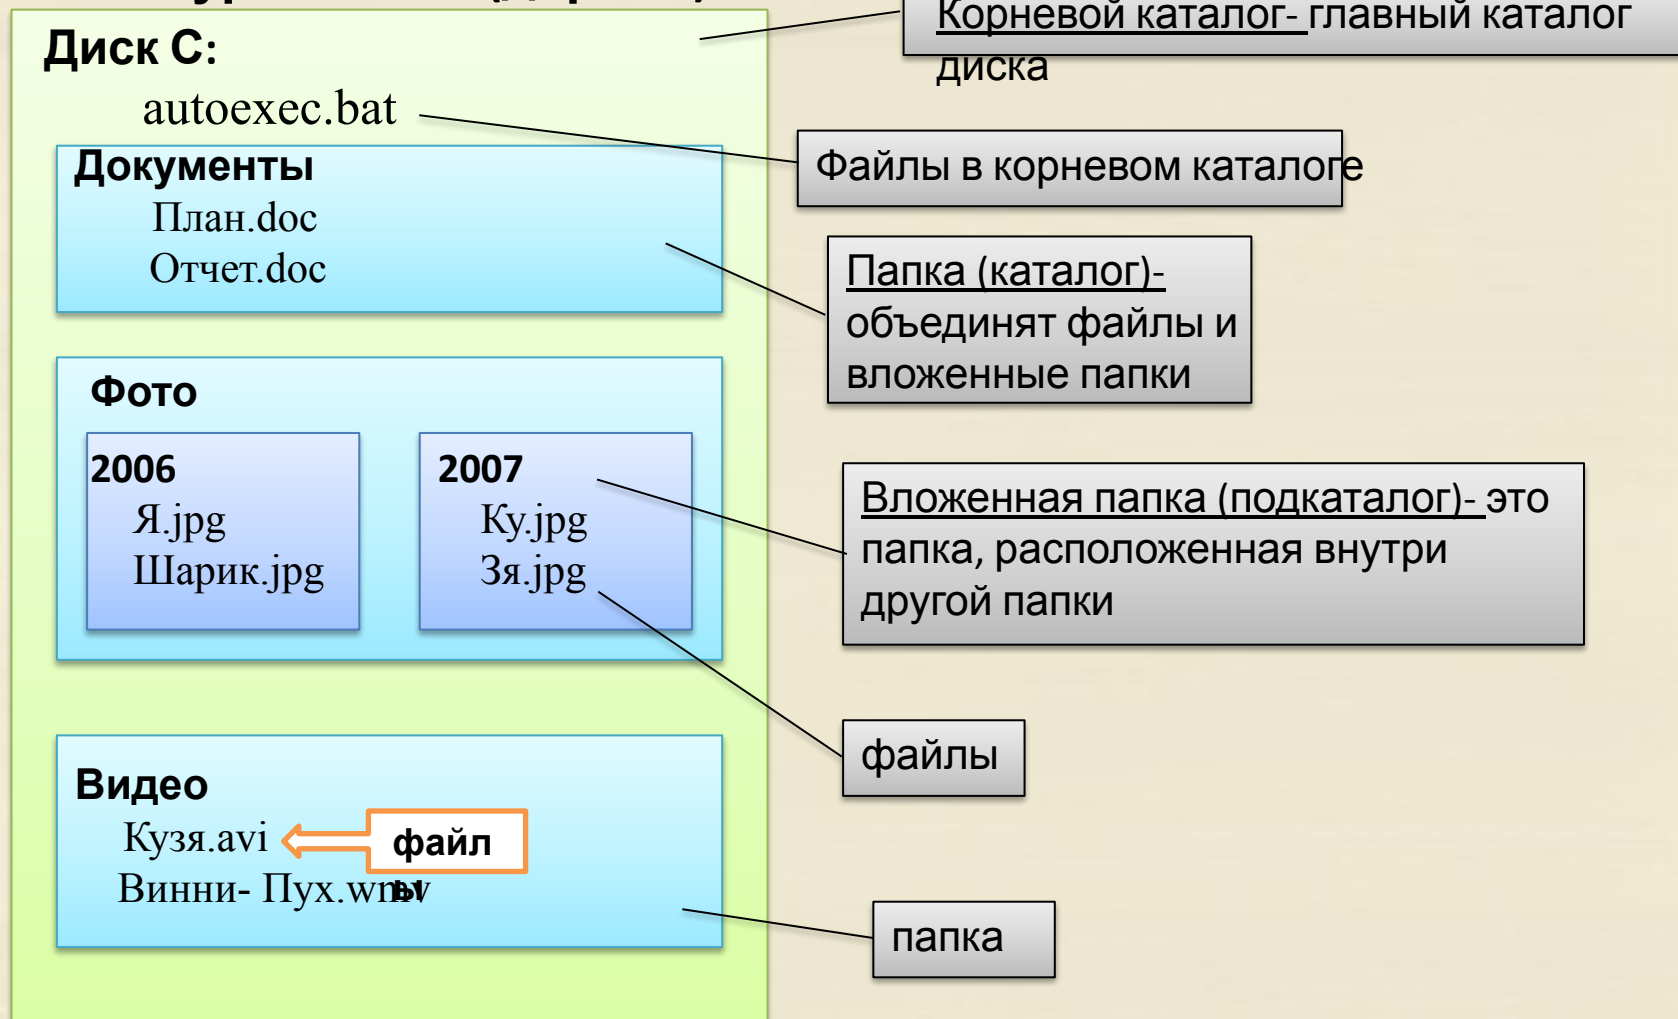 Корневой каталог- главный каталог
диска
Диск C:
autoexec.bat
Файлы в корневом каталоге
Документы
План.doc
Отчет.doc
Папка (каталог)-
объединят файлы и
вложенные папки
Фото
2006
Я.jpg
Шарик.jpg
2007
Ку.jpg
Зя.jpg
Вложенная папка (подкаталог)- это
папка, расположенная внутри
другой папки
файлы
Видео
Кузя.avi
Винни- Пух.wmv
файл
ы
папка